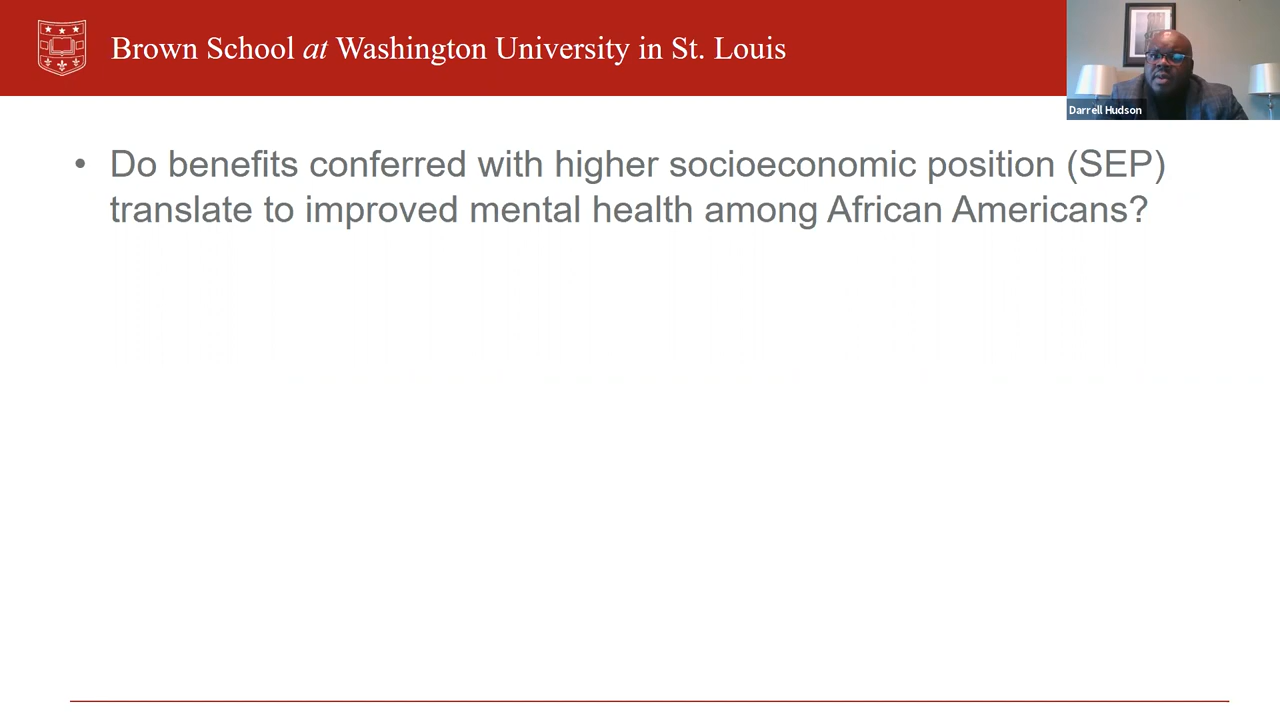 Brown School at Washington University in St. Louis
Darrell Hudson
• Do benefits conferred with higher socioeconomic position (SEP)
translate to improved mental health among African Americans?